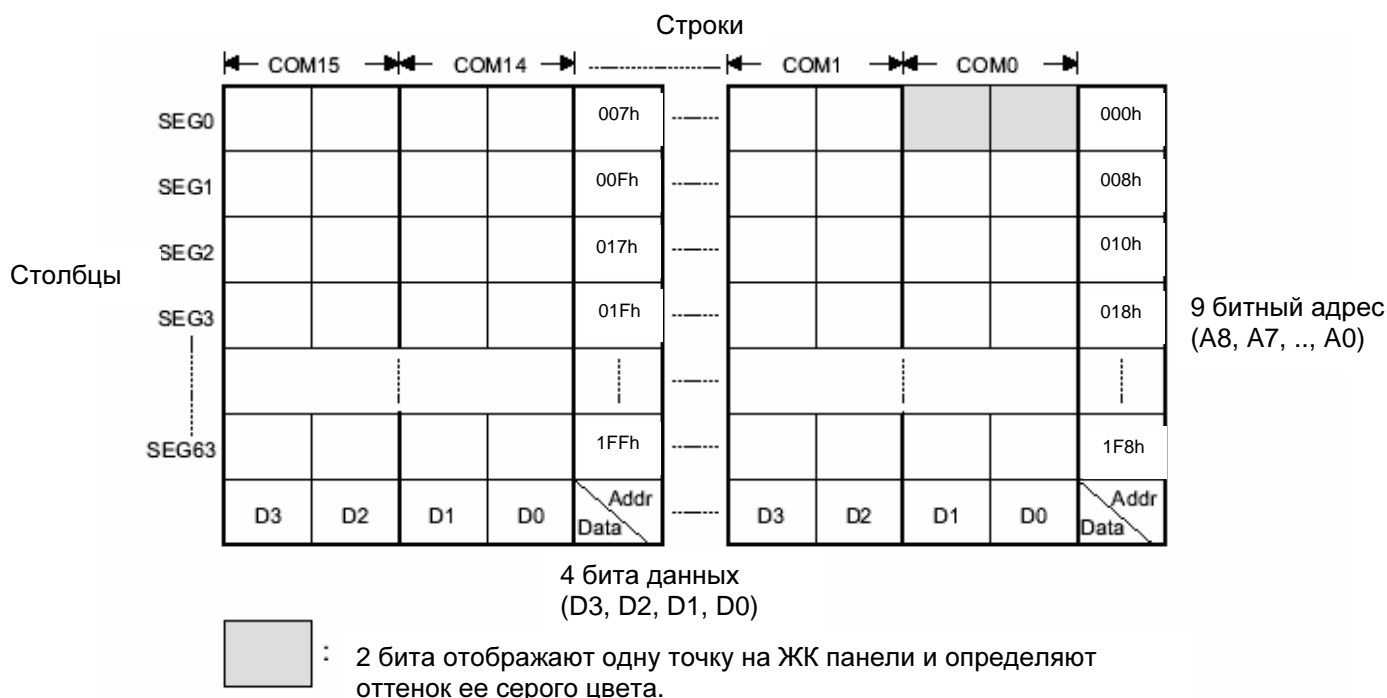 Строки
COM15 COM14 COM1 COM0
SEG0 007h 000h
SEG1 00Fh 008h
SEG2 017h 010h
Столбцы
SEG3 01Fh 018h
9 битный адрес
(A8, A7, .., A0)
SEG63 1FFh 1F8h
D3 D2 D1 D0 Addr Data D3 D2 D1 D0 Addr Data
4 бита данных
(D3, D2, D1, D0)
: 2 бита отображают одну точку на ЖК панели и определяют
оттенок ее серого цвета.